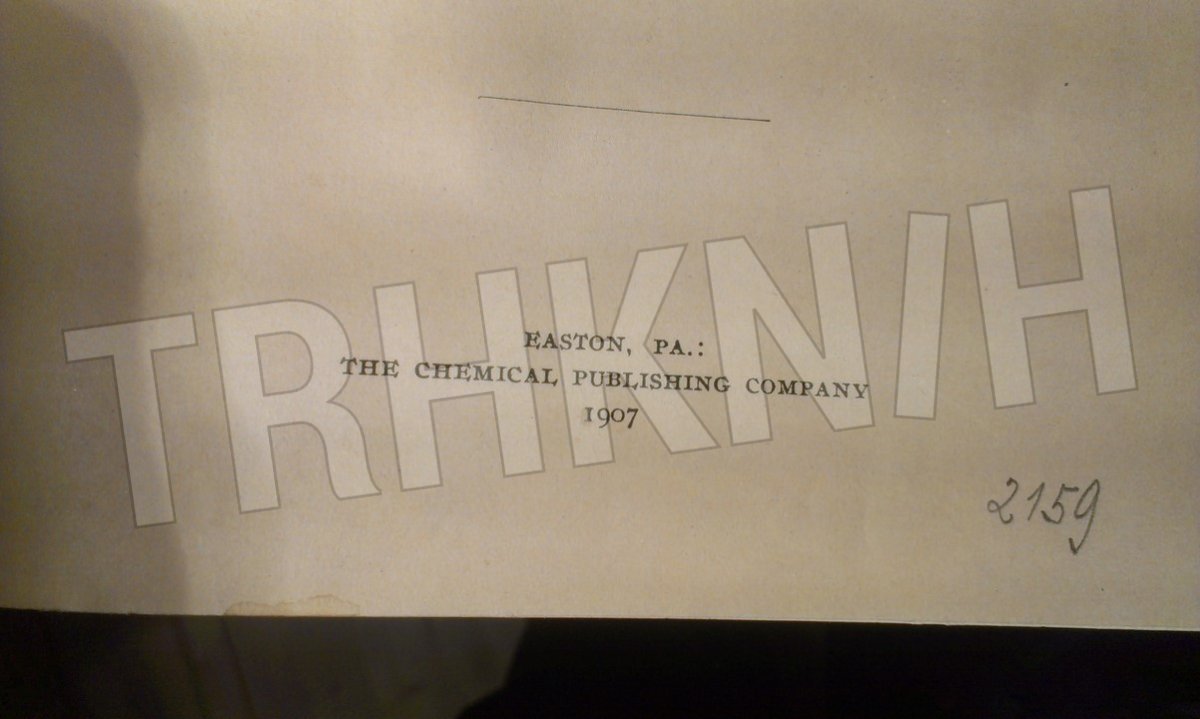 EASTON, PA.:
THE CHEMICAL PUBLISHING COMPANY
1907
TRHKNIH
2159